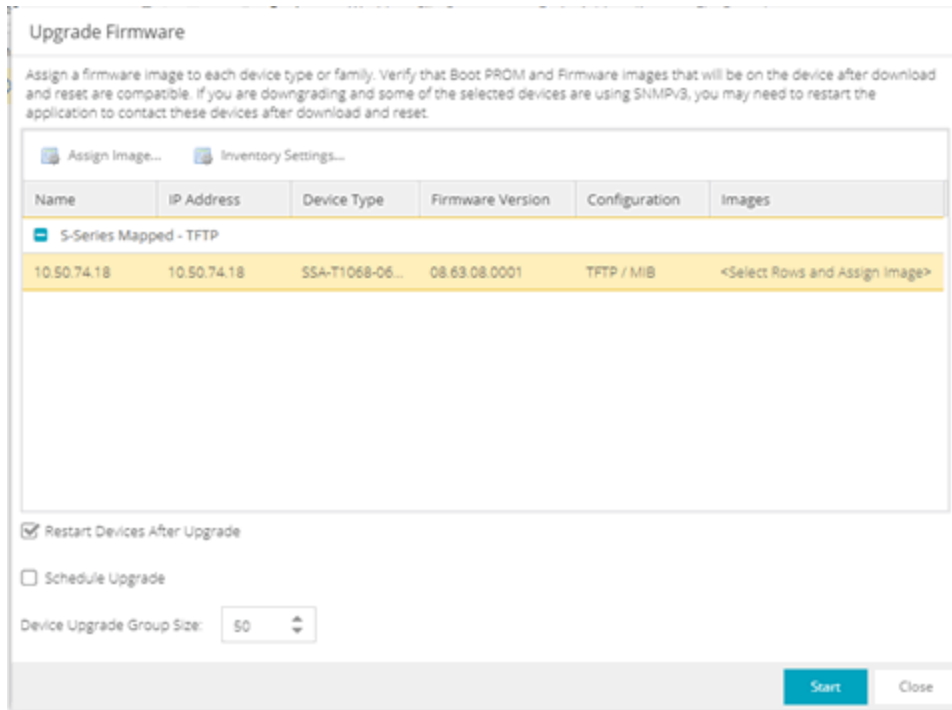 Upgrade Firmware
Assign a firmware image to each device type or family. Verify that Boot PROM and Firmware images that will be on the device after download
and reset are compatible. If you are downgrading and some of the selected devices are using SNMPv3, you may need to restart the
application to contact these devices after download and reset.
Assign Image... Inventory Settings...
Name IP Address Device Type Firmware Version Configuration Images
S-Series Mapped - TFTP
10.50.74.18 10.50.74.18 SSA-T1068-06... 08.63.08.0001 TFTP / MIB <Select Rows and Assign Image>
Restart Devices After Upgrade
Schedule Upgrade
Device Upgrade Group Size: 50
Start Close